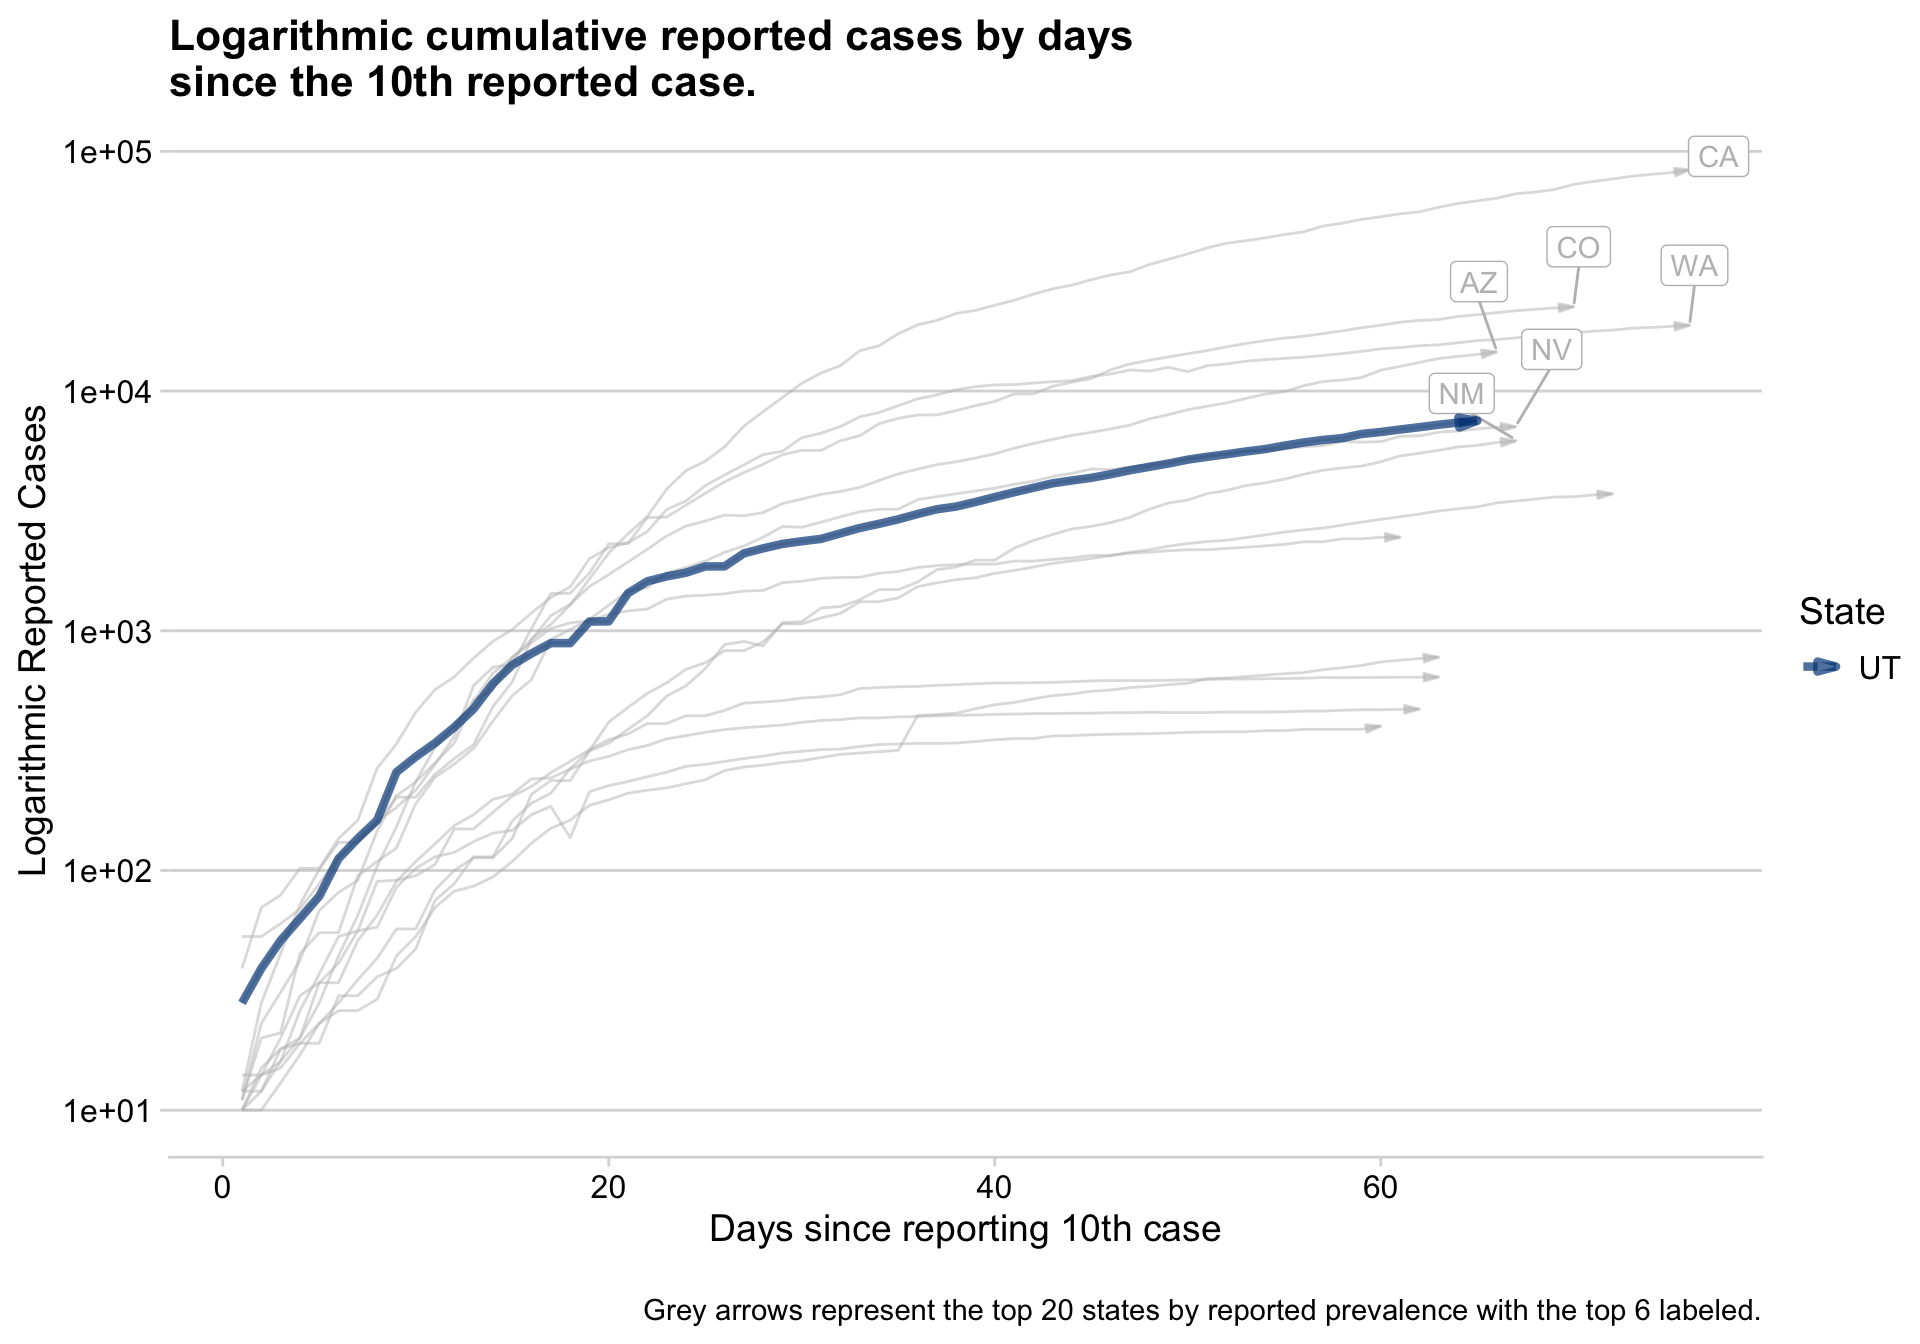 Logarithmic cumulative reported cases by days
since the 10th reported case.
1e+05
1e+04
1e+03
1e+02
1e+01
Logarithmic Reported Cases
CA
CO
WA
AZ
NV
NM
State
UT
0 20 40 60
Days since reporting 10th case
Grey arrows represent the top 20 states by reported prevalence with the top 6 labeled.